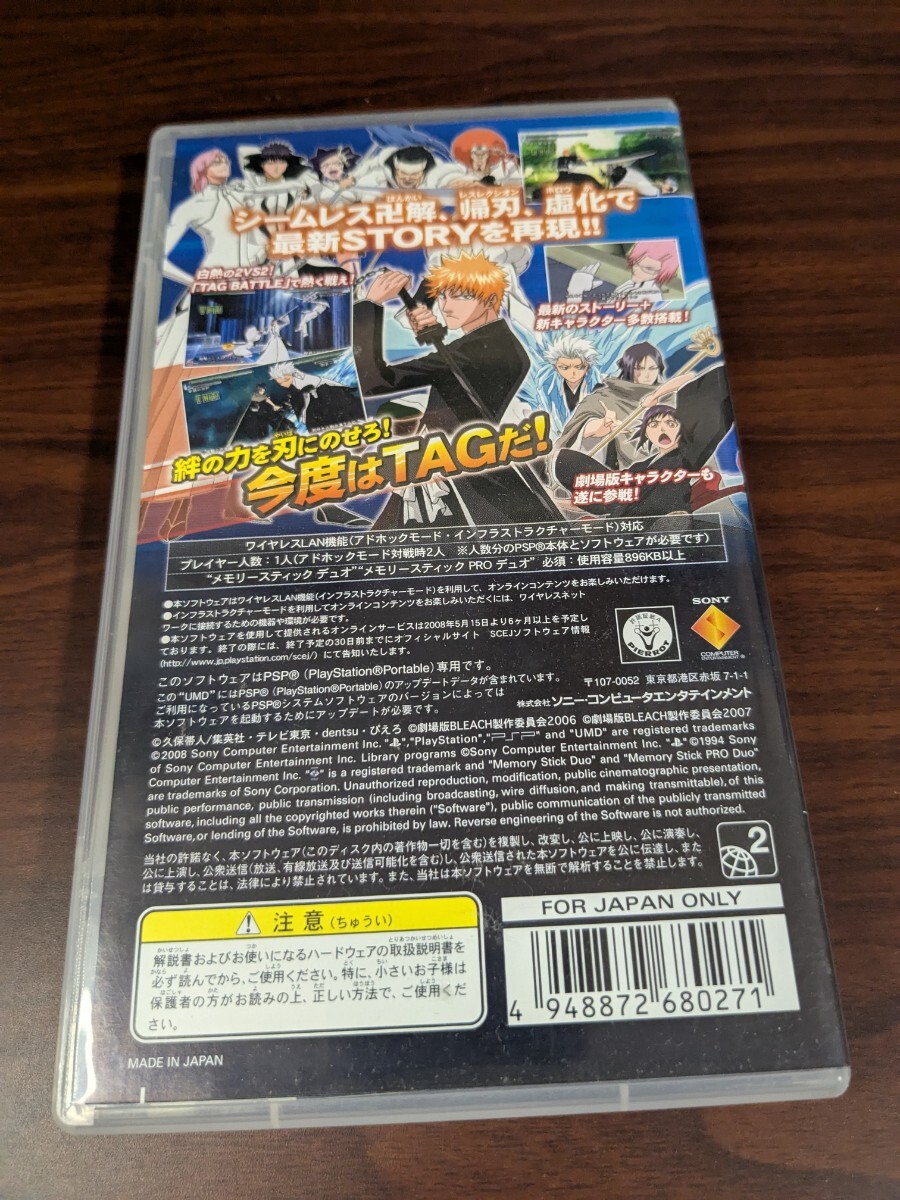 シームレス卍解、帰刃、虚化で
最新STORYを再現!!
白熱の2VS2!
「TAG BATTLE」で熱く戦え!
最新のストーリー+
新キャラクター多数搭載!
絆の力を刃にのせろ!
今度はTAGだ!
劇場版キャラクターも
遂に参戦!
ワイヤレスLAN機能(アドホックモード・インフラストラクチャーモード)対応
プレイヤー人数:1人(アドホックモード対戦時2人 ※人数分のPSP®本体とソフトウェアが必要です)
"メモリースティック デュオ""メモリースティック PRO デュオ" 必須:使用容量896KB以上
●本ソフトウェアはワイヤレスLAN機能(インフラストラクチャーモード)を利用して、オンラインコンテンツをお楽しみいただけます。
●インフラストラクチャーモードを利用してオンラインコンテンツをお楽しみいただくには、ワイヤレスネット
ワークに接続するための機器や環境が必要です。
●本ソフトウェアを使用して提供されるオンラインサービスは2008年5月15日より6ヶ月以上を予定し
ております。終了の際には、終了予定の30日前までにオフィシャルサイト「SCEJソフトウェア情報
(http://www.jp.playstation.com/scej/)」にて告知いたします。
PIERROT
SONY
COMPUTER
ENTERTAINMENT
このソフトウェアはPSP®(PlayStation®Portable)専用です。
この"UMD"にはPSP®(PlayStation®Portable)のアップデートデータが含まれています。
ご利用になっているPSP®システムソフトウェアのバージョンによっては
本ソフトウェアを起動するためにアップデートが必要です。
〒107-0052 東京都港区赤坂7-1-1
株式会社 ソニー・コンピュータエンタテインメント
©久保帯人/集英社・テレビ東京・dentsu・ぴえろ ©劇場版BLEACH製作委員会2006 ©劇場版BLEACH製作委員会2007
©2008 Sony Computer Entertainment Inc. " ","PlayStation","PSP" and "UMD" are registered trademarks
of Sony Computer Entertainment Inc. Library programs ©Sony Computer Entertainment Inc. " " ©1994 Sony
Computer Entertainment Inc. " " is a registered trademark and "Memory Stick Duo" and "Memory Stick PRO Duo"
are trademarks of Sony Corporation. Unauthorized reproduction, modification, public cinematographic presentation,
public performance, public transmission (including broadcasting, wire diffusion, and making transmittable), of this
software, including all the copyrighted works therein ("Software"), public communication of the publicly transmitted
Software, or lending of the Software, is prohibited by law. Reverse engineering of the Software is not authorized.
当社の許諾なく、本ソフトウェア(このディスク内の著作物一切を含む)を複製し、改変し、公に上映し、公に演奏し、
公に上演し、公衆送信(放送、有線放送及び送信可能化を含む)し、公衆送信された本ソフトウェアを公に伝達し、また
は貸与することは、法律により禁止されています。また、当社は本ソフトウェアを無断で解析することを禁止します。
2
注意(ちゅうい)
解説書およびお使いになるハードウェアの取扱説明書を
必ず読んでから、ご使用ください。特に、小さいお子様は
保護者の方がお読みの上、正しい方法で、ご使用くだ
さい。
FOR JAPAN ONLY
4 948872 680271
MADE IN JAPAN